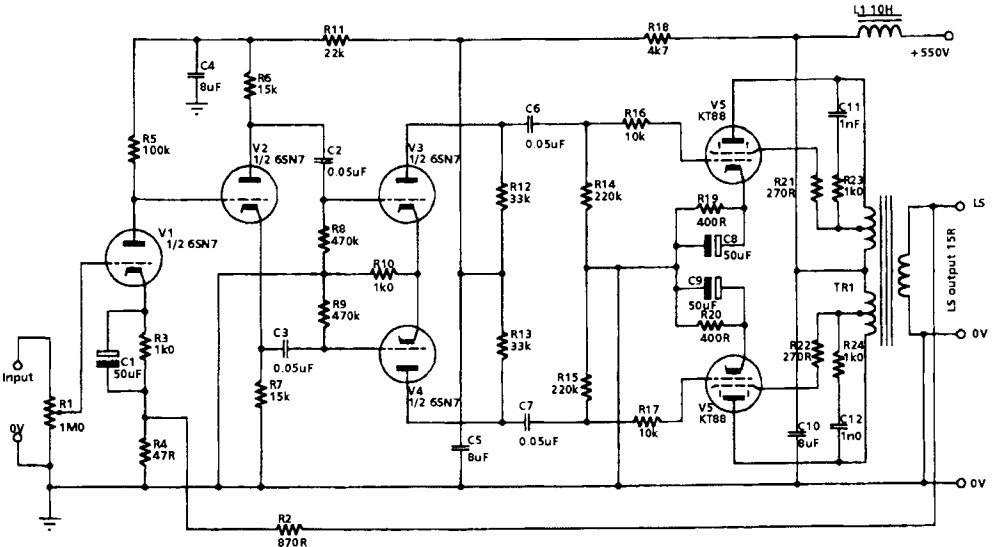 L1 10H
+550V
R11
22k
R18
4k7
C4
8uF
R6
15k
R5
100k
V2
1/2 6SN7
C2
0.05uF
V3
1/2 6SN7
C6
0.05uF
R16
10k
V5
KT88
C11
1nF
R12
33k
R14
220k
R21
270R
R23
1k0
R19
400R
C8
50uF
LS
LS output 15R
V1
1/2 6SN7
R8
470k
R10
1k0
R9
470k
C9
50uF
R20
400R
TR1
0V
R3
1k0
C1
50uF
C3
0.05uF
R13
33k
R22
270R
R24
1k0
Input
R1
1M0
0V
R7
15k
V4
1/2 6SN7
R15
220k
C7
0.05uF
R17
10k
V5
KT88
C10
8uF
C12
1n0
R4
47R
C5
8uF
0V
R2
870R